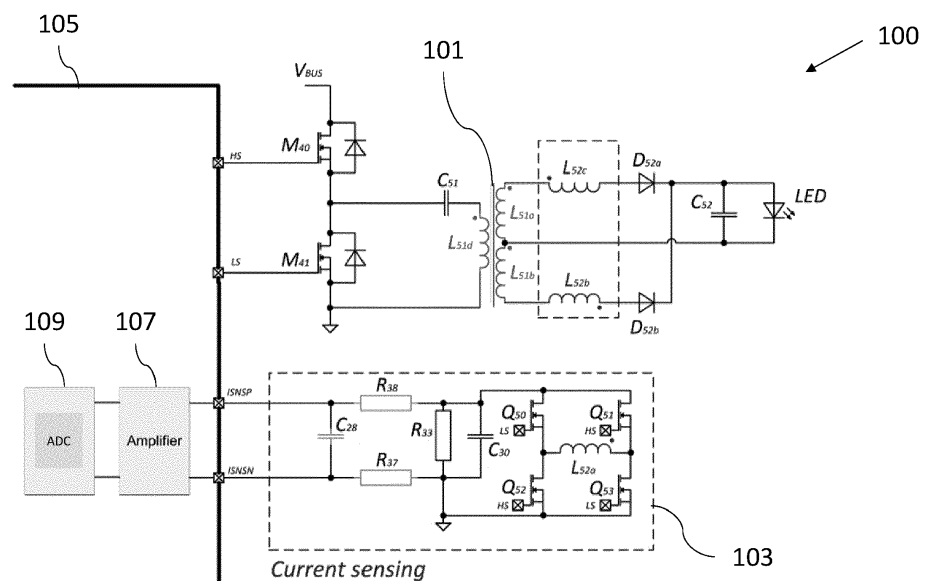 105
101
100
VBUS
HS
M40
C51
L52c
D52a
L51a
C52
LED
L51d
LS
M41
L51b
L52b
D52b
109
107
ISNSP
R38
Q50
Q51
LS
HS
ADC
Amplifier
C28
R33
C30
L52a
ISNSN
R37
Q52
Q53
HS
LS
103
Current sensing